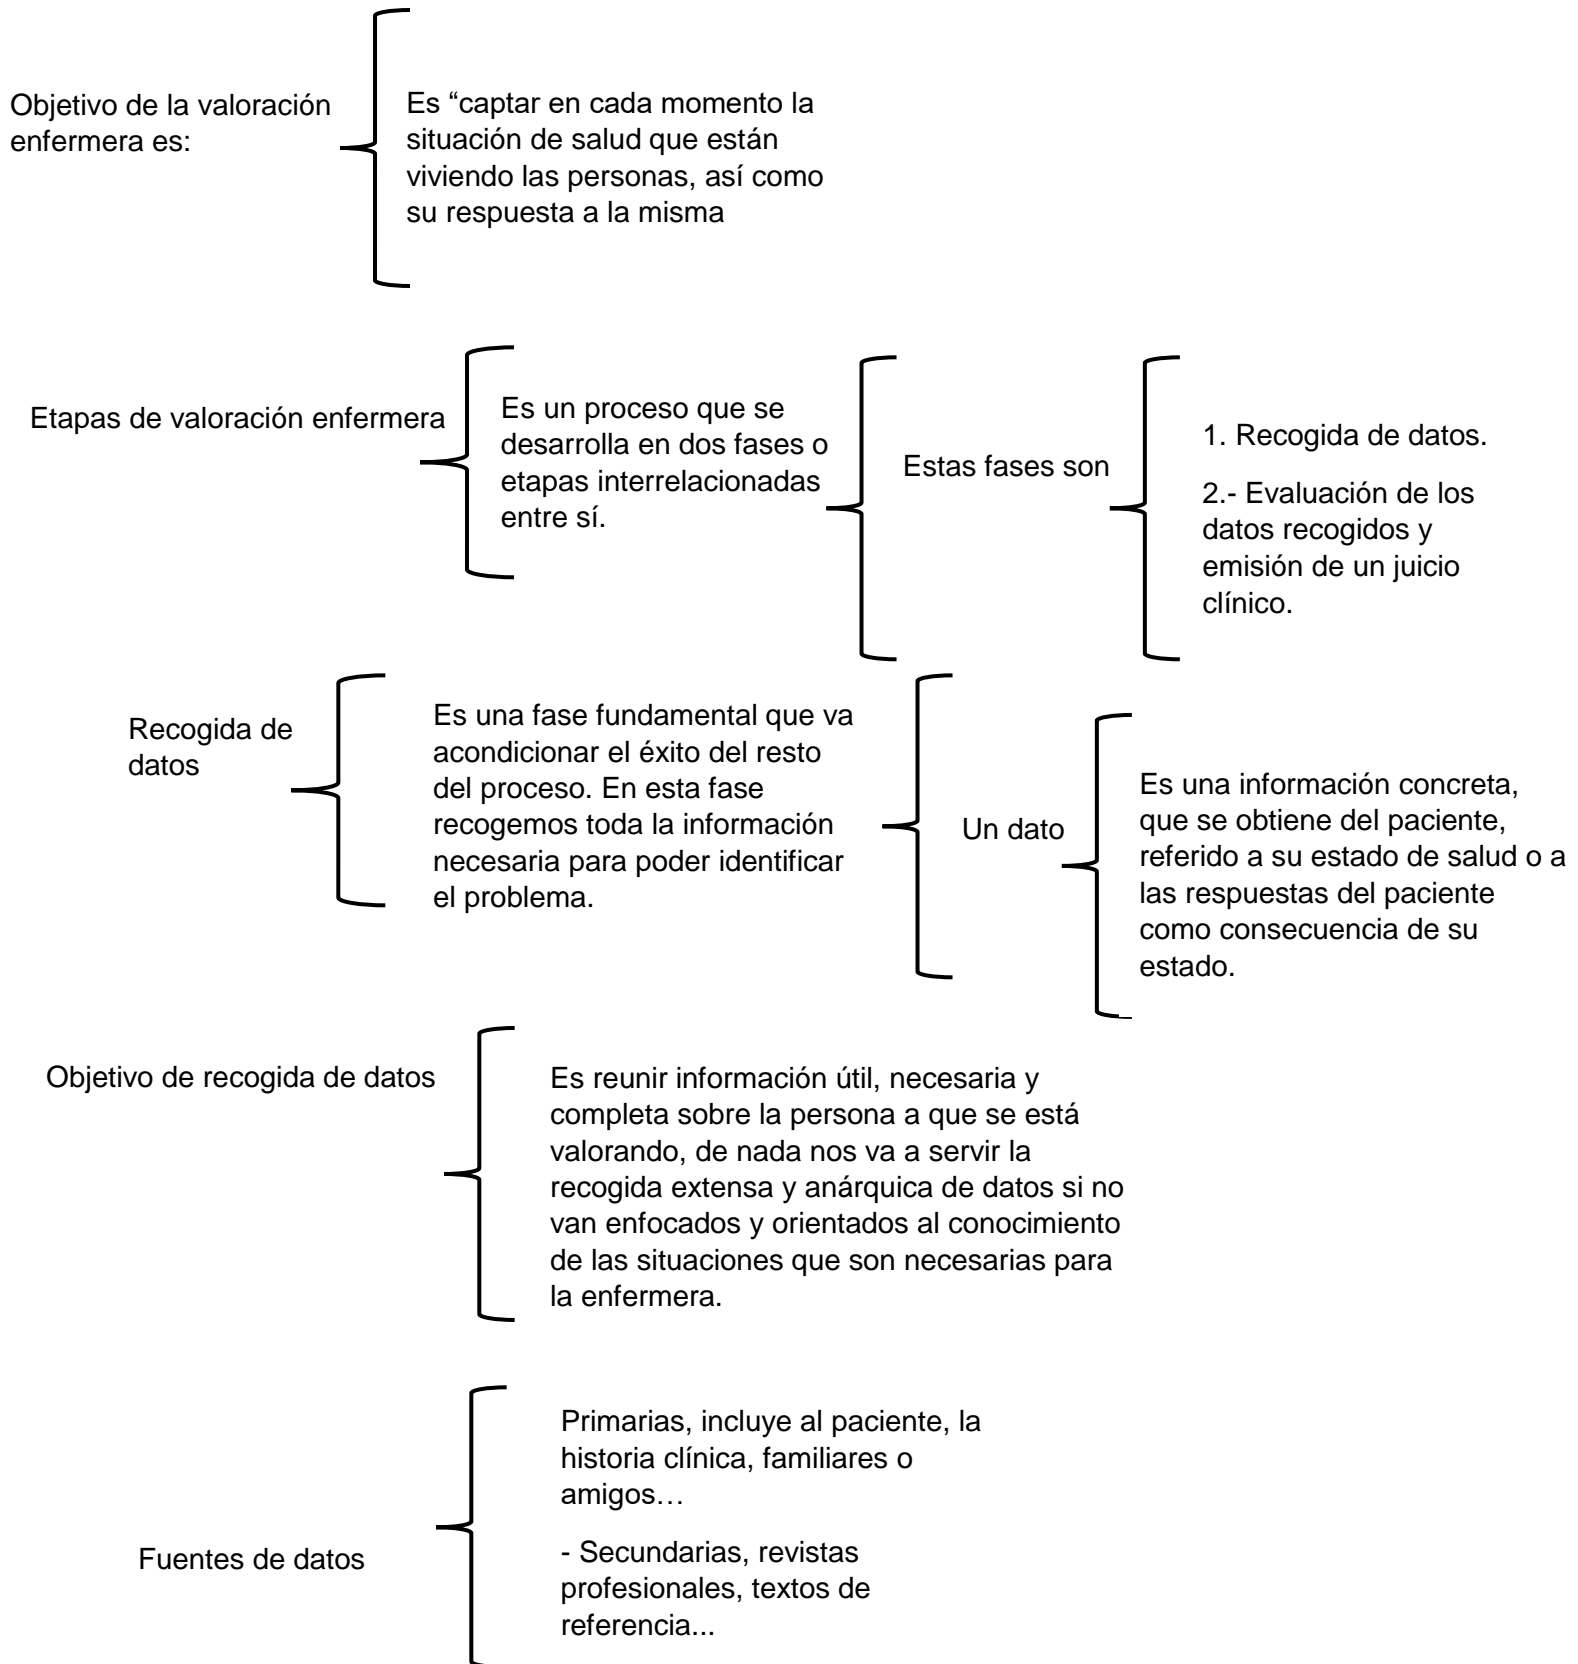 Objetivo de la valoración
enfermera es:
Es “captar en cada momento la
situación de salud que están
viviendo las personas, así como
su respuesta a la misma
Etapas de valoración enfermera
Es un proceso que se
desarrolla en dos fases o
etapas interrelacionadas
entre sí.
Estas fases son
1. Recogida de datos.
2.- Evaluación de los
datos recogidos y
emisión de un juicio
clínico.
Recogida de
datos
Es una fase fundamental que va
acondicionar el éxito del resto
del proceso. En esta fase
recogemos toda la información
necesaria para poder identificar
el problema.
Un dato
Es una información concreta,
que se obtiene del paciente,
referido a su estado de salud o a
las respuestas del paciente
como consecuencia de su
estado.
Objetivo de recogida de datos
Es reunir información útil, necesaria y
completa sobre la persona a que se está
valorando, de nada nos va a servir la
recogida extensa y anárquica de datos si no
van enfocados y orientados al conocimiento
de las situaciones que son necesarias para
la enfermera.
Fuentes de datos
Primarias, incluye al paciente, la
historia clínica, familiares o
amigos…
- Secundarias, revistas
profesionales, textos de
referencia...